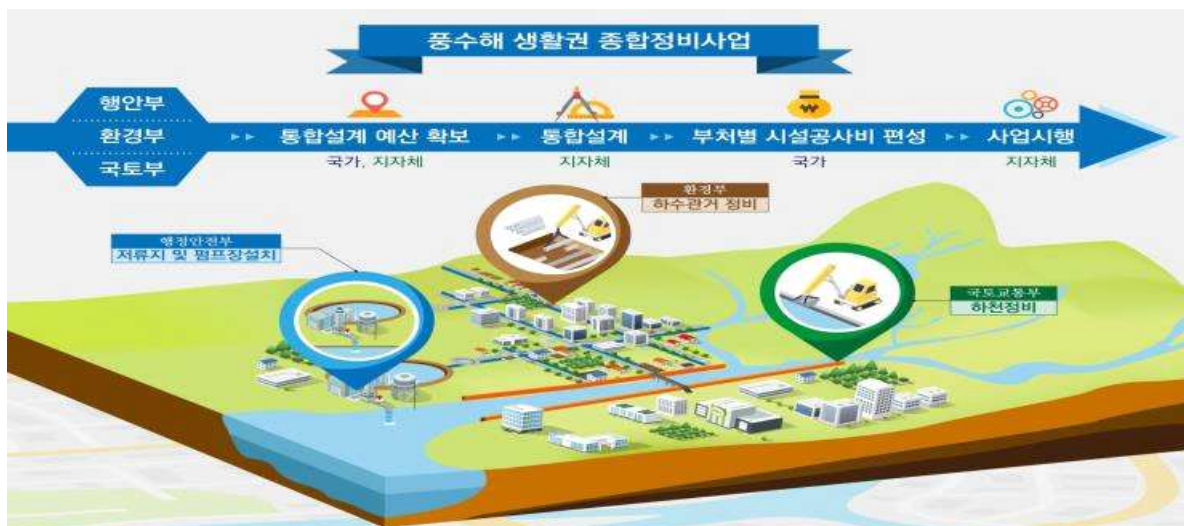 풍수해 생활권 종합정비사업
행안부
환경부
국토부
통합설계 예산 확보
국가, 지자체
통합설계
지자체
부처별 시설공사비 편성
국가
사업시행
지자체
환경부
하수관거 정비
행정안전부
저류지 및 펌프장설치
국토교통부
하천정비